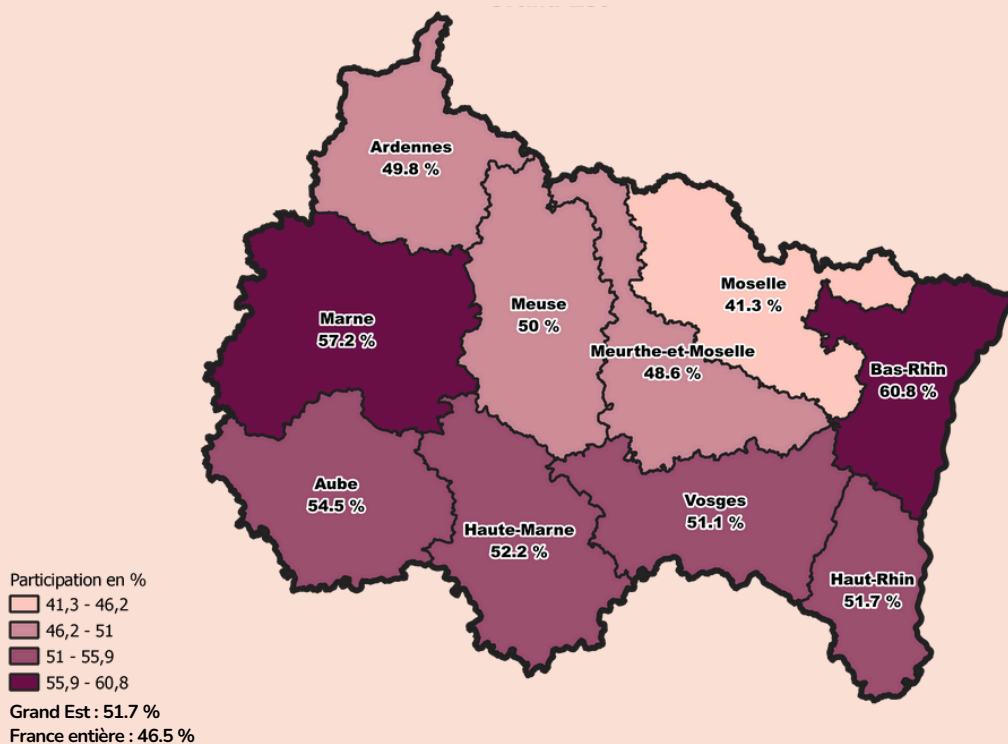 Ardennes
49.8 %
Marne
57.2 %
Meuse
50 %
Moselle
41.3 %
Meurthe-et-Moselle
48.6 %
Bas-Rhin
60.8 %
Aube
54.5 %
Haute-Marne
52.2 %
Vosges
51.1 %
Haut-Rhin
51.7 %
Participation en %
41,3 - 46,2
46,2 - 51
51 - 55,9
55,9 - 60,8
Grand Est : 51.7 %
France entière : 46.5 %